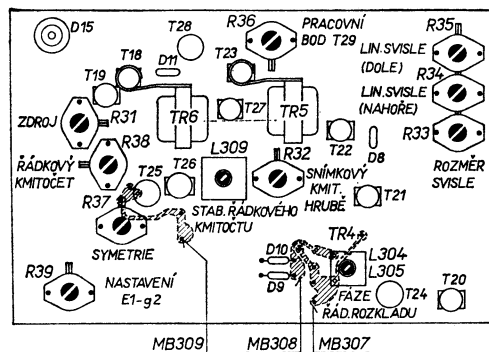 D15
T28
R36
PRACOVNÍ
BOD T29
R35
LIN. SVISLE
(DOLE)
R34
LIN. SVISLE
(NAHOŘE)
R33
ROZMĚR
SVISLE
T18
D11
T23
T19
R31
ZDROJ
TR6
T27
TR5
T22
D8
R38
ŘÁDKOVÝ
KMITOČET
L309
R32
T25
T26
SNÍMKOVÝ
KMIT.
HRUBĚ
T21
R37
STAB. ŘÁDKOVÉHO
KMITOČTU
SYMETRIE
TR4
D10
L304
L305
R39
NASTAVENÍ
E1-g2
D9
FÁZE
ŘÁD. ROZKLADU
T24
T20
MB309
MB308
MB307